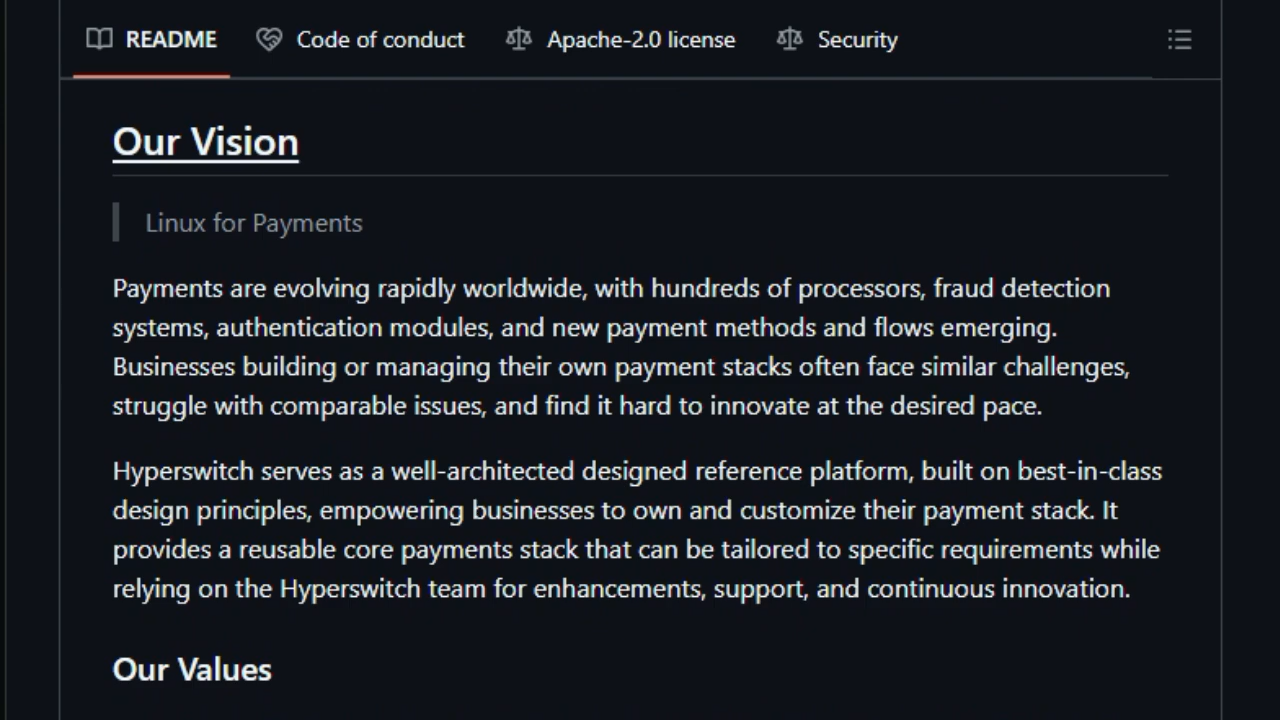 README Code of conduct Apache-2.0 license Security
Our Vision
Linux for Payments
Payments are evolving rapidly worldwide, with hundreds of processors, fraud detection
systems, authentication modules, and new payment methods and flows emerging.
Businesses building or managing their own payment stacks often face similar challenges,
struggle with comparable issues, and find it hard to innovate at the desired pace.
Hyperswitch serves as a well-architected designed reference platform, built on best-in-class
design principles, empowering businesses to own and customize their payment stack. It
provides a reusable core payments stack that can be tailored to specific requirements while
relying on the Hyperswitch team for enhancements, support, and continuous innovation.
Our Values